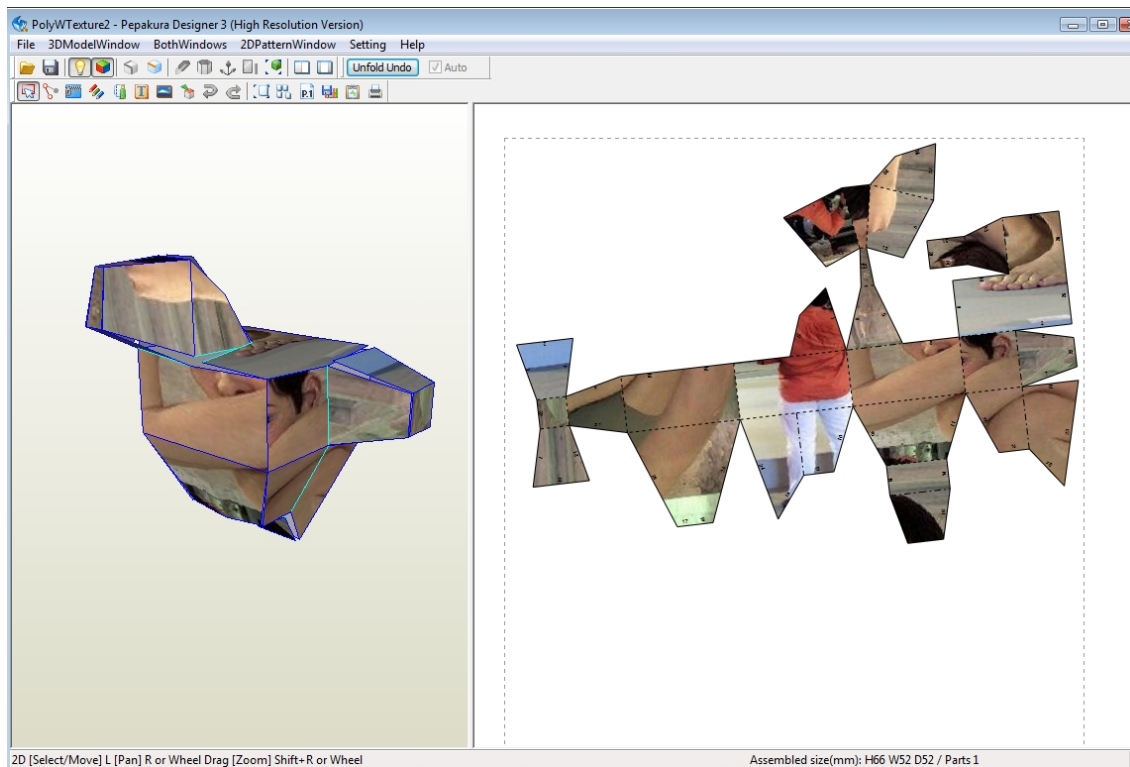 PolyWTexture2 - Pepakura Designer 3 (High Resolution Version)
File 3DModelWindow BothWindows 2DPatternWindow Setting Help
Unfold Undo Auto
P.1
2D [Select/Move] L [Pan] R or Wheel Drag [Zoom] Shift+R or Wheel Assembled size(mm): H66 W52 D52 / Parts 1